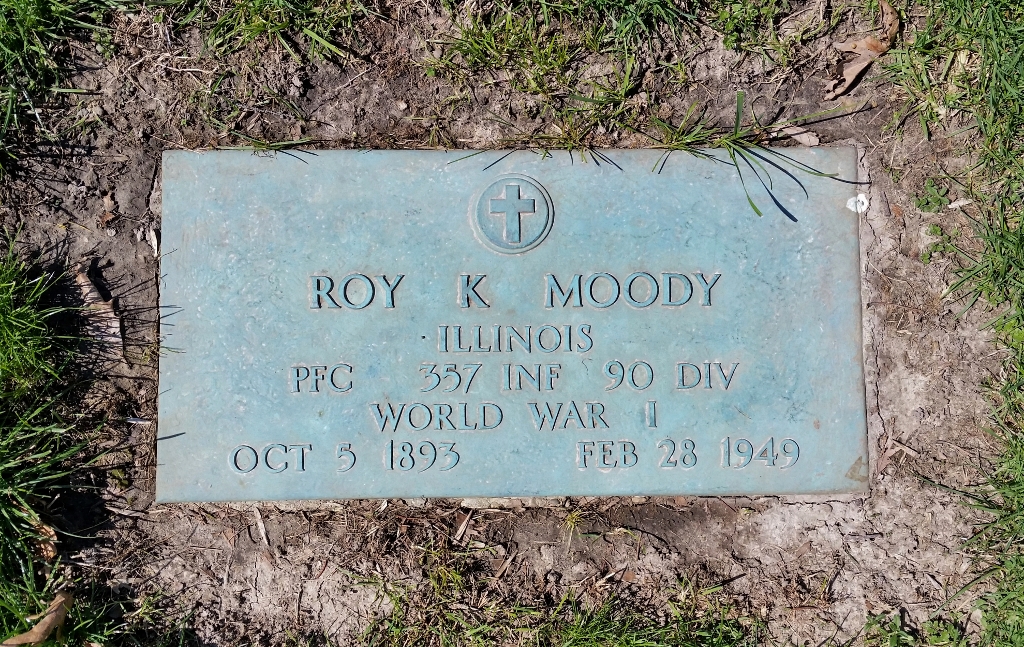 ROY K MOODY
ILLINOIS
PFC 357 INF 90 DIV
WORLD WAR I
OCT 5 1893 FEB 28 1949